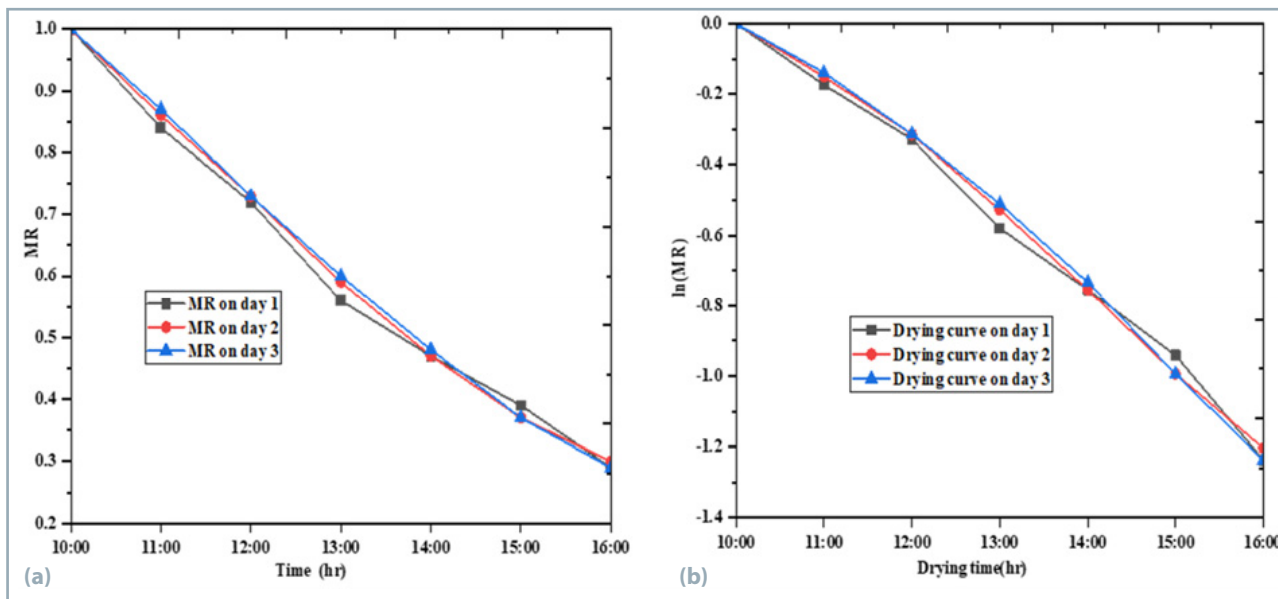 1.0
0.9
0.8
0.7
0.6
0.5
0.4
0.3
0.2
MR
MR on day 1
MR on day 2
MR on day 3
10:00 11:00 12:00 13:00 14:00 15:00 16:00
Time (hr)
(a)
0.0
-0.2
-0.4
-0.6
-0.8
-1.0
-1.2
-1.4
ln(MR)
Drying curve on day 1
Drying curve on day 2
Drying curve on day 3
10:00 11:00 12:00 13:00 14:00 15:00 16:00
Drying time(hr)
(b)